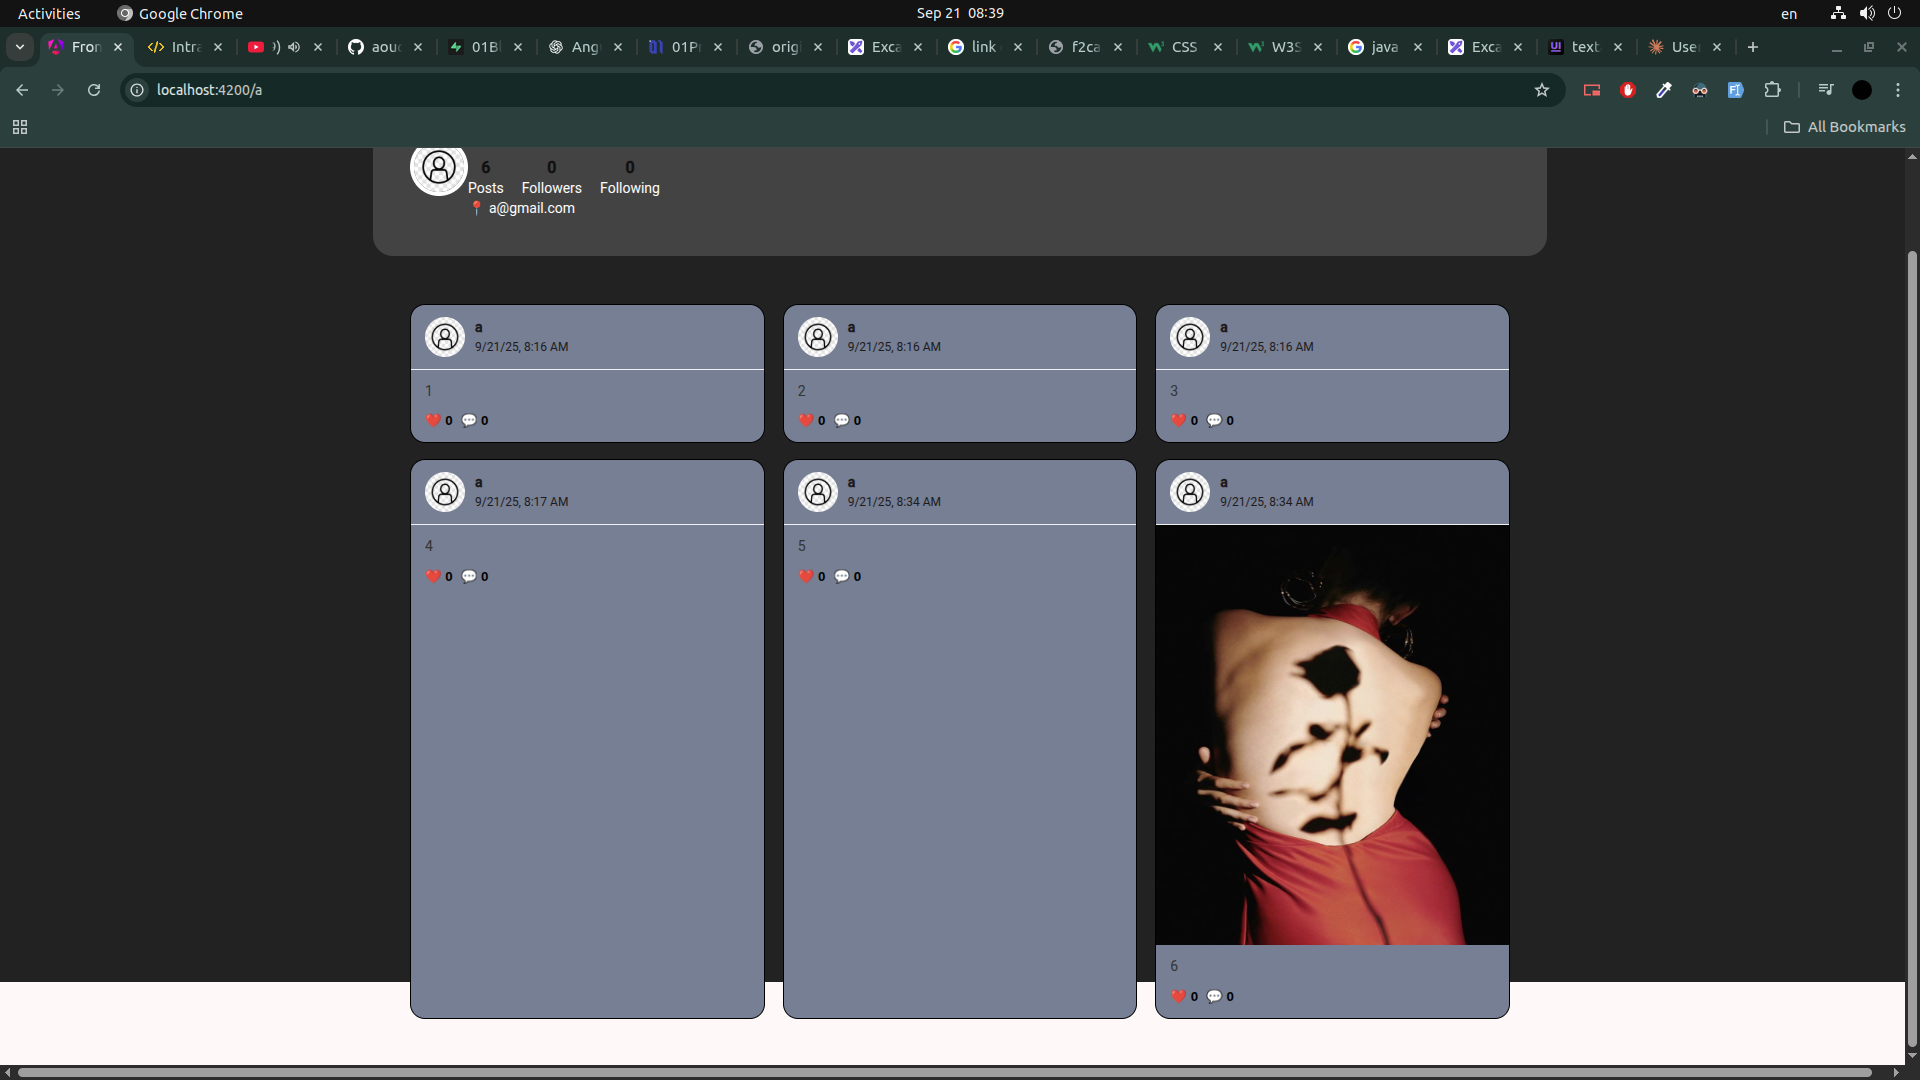 Activities
Google Chrome
Sep 21 08:39
en
Fron
Intra
aouc
01Bl
Ang
01Pr
origi
Exca
link
f2ca
CSS
W3S
java
Exca
text
User
localhost:4200/a
All Bookmarks
6 0 0
Posts Followers Following
📍 a@gmail.com
a
9/21/25, 8:16 AM
1
❤️ 0 💬 0
a
9/21/25, 8:16 AM
2
❤️ 0 💬 0
a
9/21/25, 8:16 AM
3
❤️ 0 💬 0
a
9/21/25, 8:17 AM
4
❤️ 0 💬 0
a
9/21/25, 8:34 AM
5
❤️ 0 💬 0
a
9/21/25, 8:34 AM
6
❤️ 0 💬 0